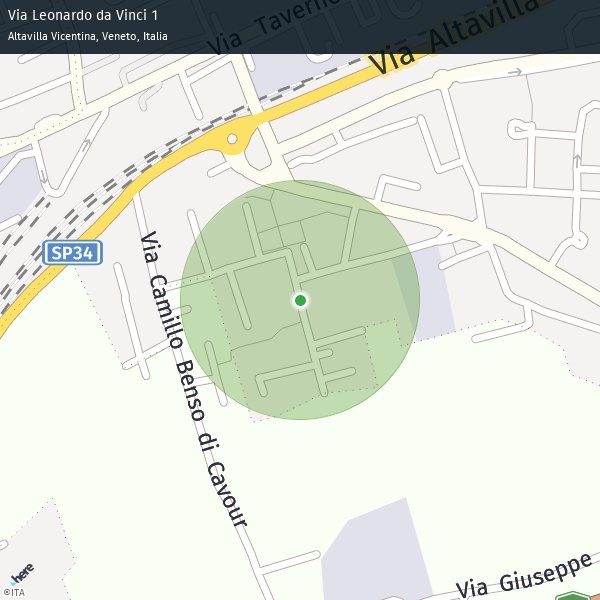 Via Leonardo da Vinci 1
Altavilla Vicentina, Veneto, Italia
Via Taverne
Via Altavilla
SP34
Via Camillo Benso di Cavour
Via Giuseppe
here
©ITA